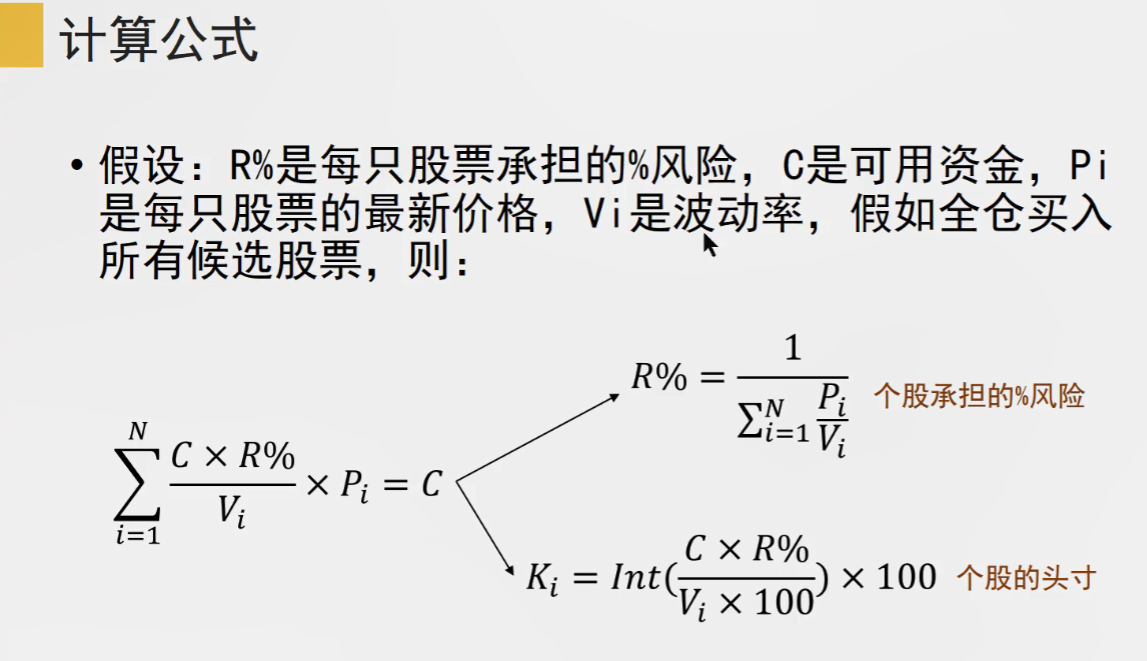 计算公式
• 假设：R%是每只股票承担的%风险，C是可用资金，Pi
是每只股票的最新价格，Vi是波动率，假如全仓买入
所有候选股票，则：
$\sum_{i=1}^{N} \frac{C \times R\%}{V_i} \times P_i = C$
$R\% = \frac{1}{\sum_{i=1}^{N} \frac{P_i}{V_i}}$ 个股承担的%风险
$K_i = Int(\frac{C \times R\%}{V_i \times 100}) \times 100$ 个股的头寸